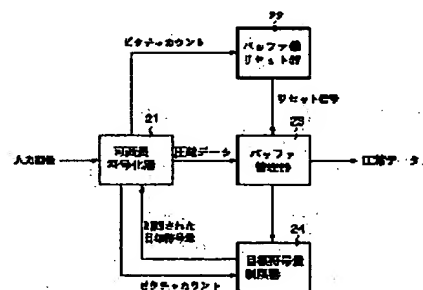 22
ピクチャカウント
バッファ値
リセット部
リセット信号
21
23
入力画像
可変長
符号化器
圧縮データ
バッファ
管理部
圧縮データ
された
目標符号量
24
目標符号量
制限器
ピクチャカウント